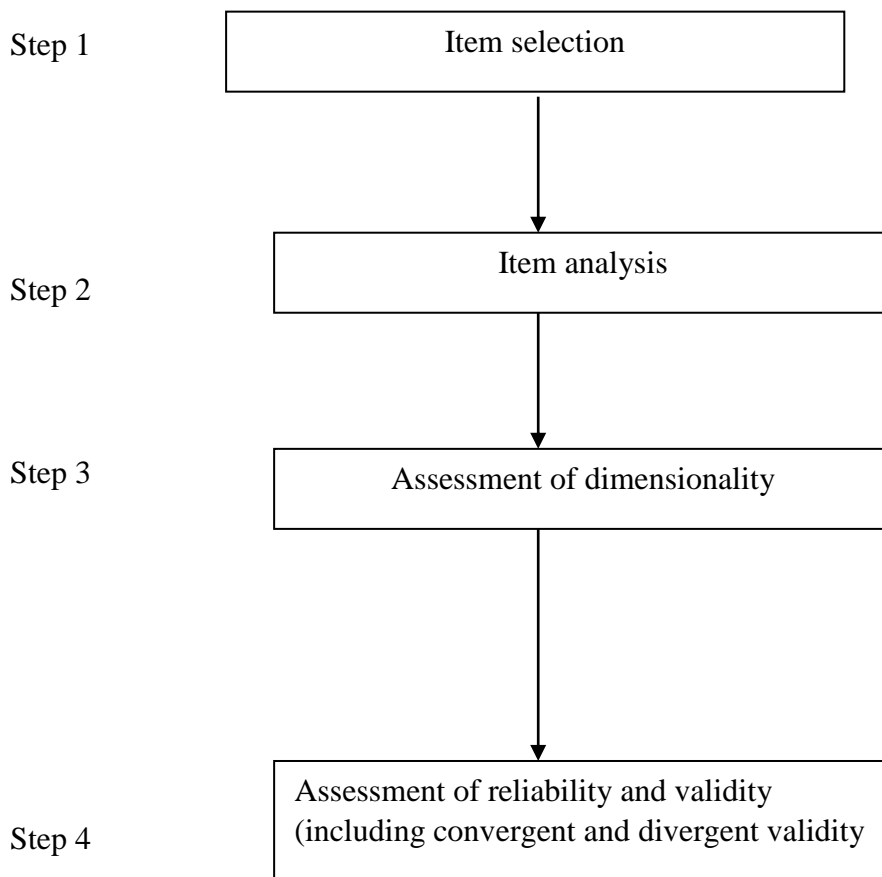 Step 1
Item selection
Step 2
Item analysis
Step 3
Assessment of dimensionality
Step 4
Assessment of reliability and validity
(including convergent and divergent validity